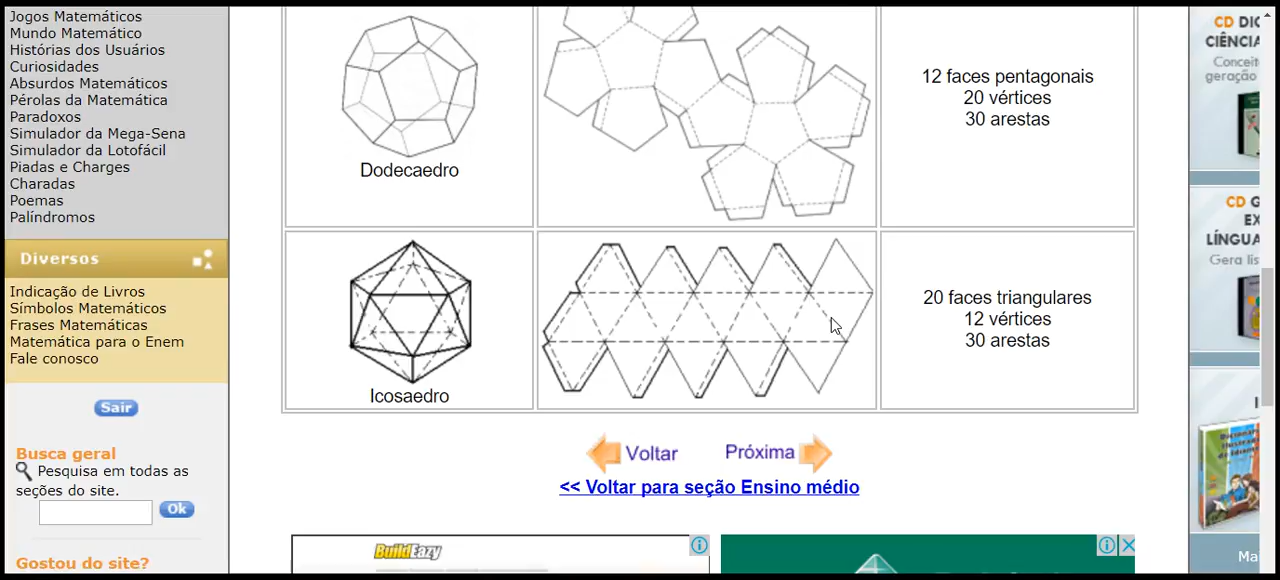 Jogos Matemáticos
Mundo Matemático
Histórias dos Usuários
Curiosidades
Absurdos Matemáticos
Pérolas da Matemática
Paradoxos
Simulador da Mega-Sena
Simulador da Lotofácil
Piadas e Charges
Charadas
Poemas
Palíndromos
Diversos
Indicação de Livros
Símbolos Matemáticos
Frases Matemáticas
Matemática para o Enem
Fale conosco
Sair
Busca geral
Pesquisa em todas as
seções do site.
Ok
Gostou do site?
Dodecaedro
12 faces pentagonais
20 vértices
30 arestas
Icosaedro
20 faces triangulares
12 vértices
30 arestas
Voltar
Próxima
<< Voltar para seção Ensino médio
BuildEazy
CD DIC
CIÊNCIA
Conceit
geração
CD G
EX
LÍNGUA
Gera lis
Ma